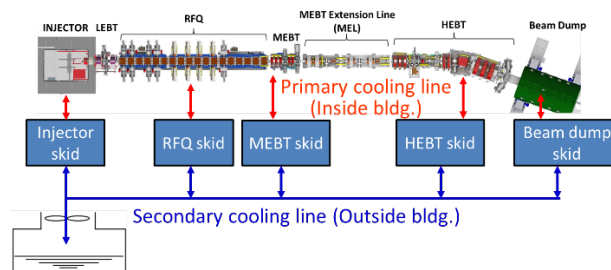 INJECTOR
LEBT
RFQ
MEBT
MEBT Extension Line
(MEL)
HEBT
Beam Dump
Primary cooling line
(Inside bldg.)
Injector
skid
RFQ skid
MEBT skid
HEBT skid
Beam dump
skid
Secondary cooling line (Outside bldg.)